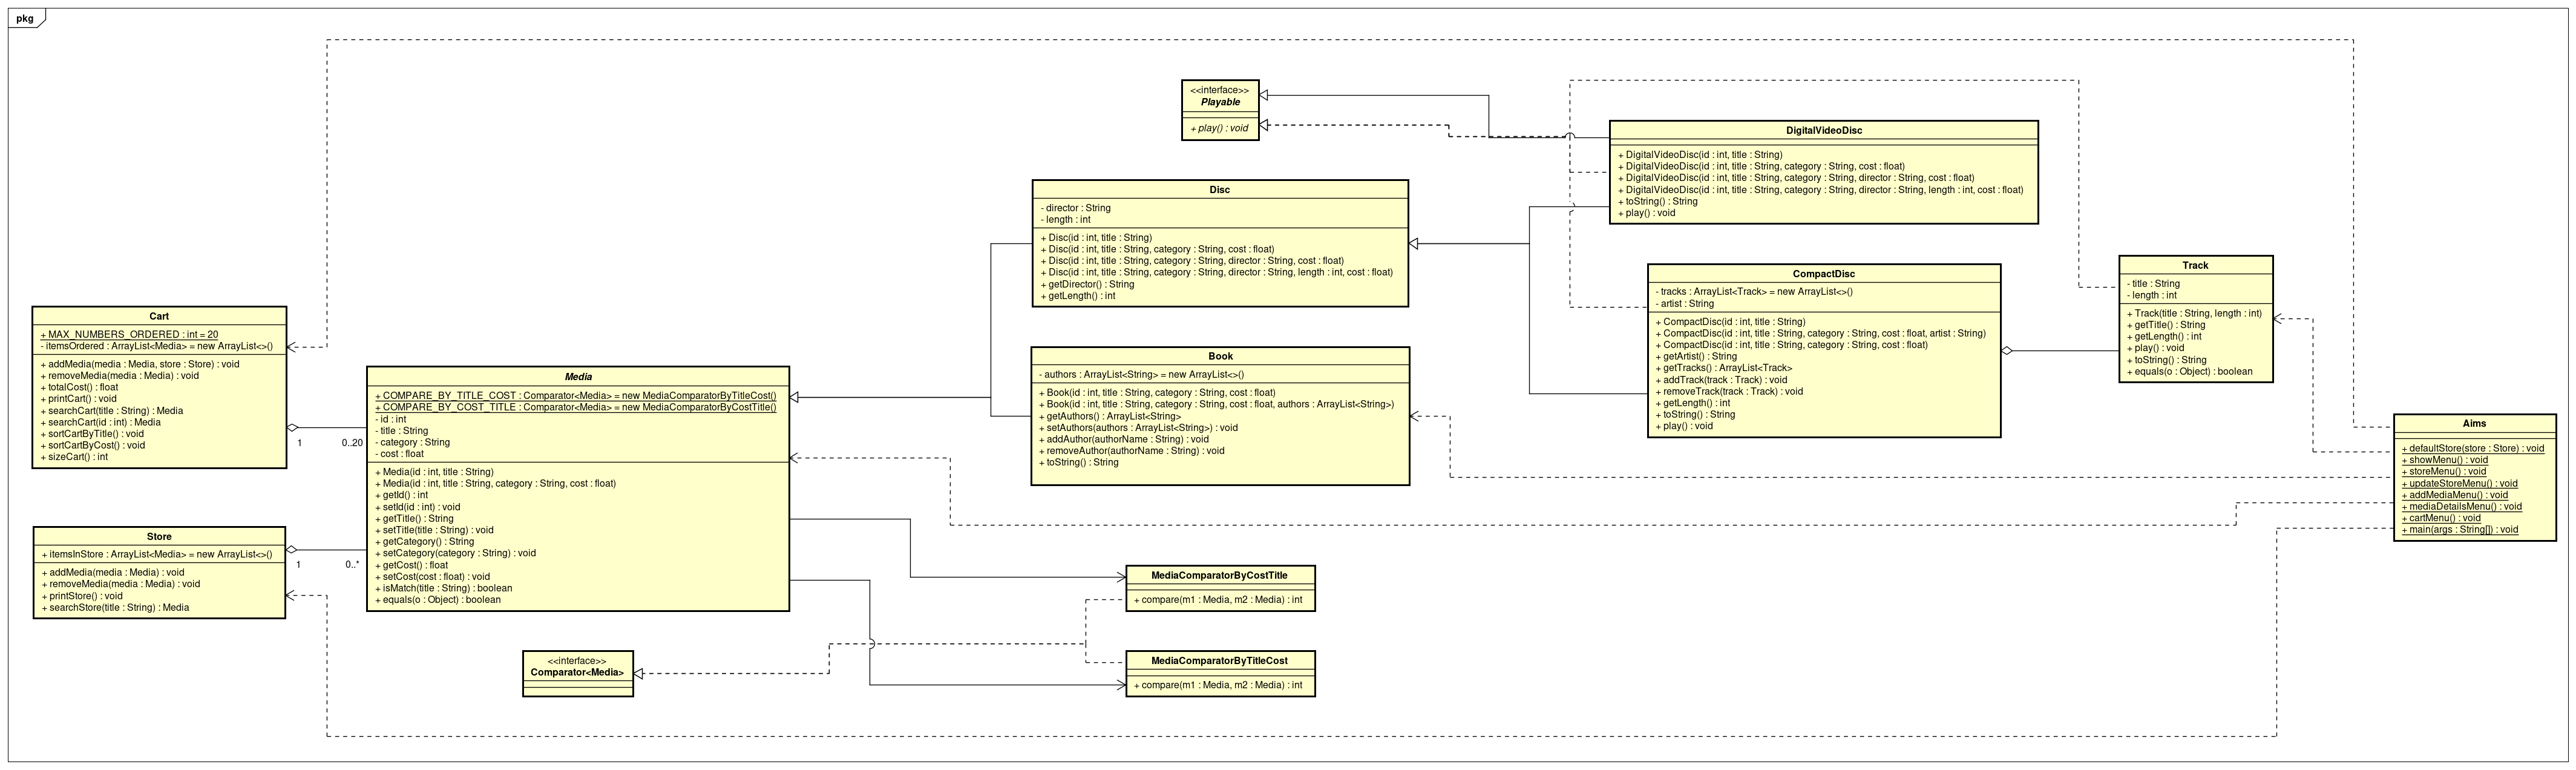 pkg
<<interface>>
Playable
+ play() : void
DigitalVideoDisc
+ DigitalVideoDisc(id : int, title : String)
+ DigitalVideoDisc(id : int, title : String, category : String, cost : float)
+ DigitalVideoDisc(id : int, title : String, category : String, director : String, cost : float)
+ DigitalVideoDisc(id : int, title : String, category : String, director : String, length : int, cost : float)
+ toString() : String
+ play() : void
Disc
- director : String
- length : int
+ Disc(id : int, title : String)
+ Disc(id : int, title : String, category : String, cost : float)
+ Disc(id : int, title : String, category : String, director : String, cost : float)
+ Disc(id : int, title : String, category : String, director : String, length : int, cost : float)
+ getDirector() : String
+ getLength() : int
CompactDisc
- tracks : ArrayList<Track> = new ArrayList<>()
- artist : String
+ CompactDisc(id : int, title : String)
+ CompactDisc(id : int, title : String, category : String, cost : float, artist : String)
+ CompactDisc(id : int, title : String, category : String, cost : float)
+ getArtist() : String
+ getTracks() : ArrayList<Track>
+ addTrack(track : Track) : void
+ removeTrack(track : Track) : void
+ getLength() : int
+ toString() : String
+ play() : void
Track
- title : String
- length : int
+ Track(title : String, length : int)
+ getTitle() : String
+ getLength() : int
+ play() : void
+ toString() : String
+ equals(o : Object) : boolean
Cart
+ MAX_NUMBERS_ORDERED : int = 20
- itemsOrdered : ArrayList<Media> = new ArrayList<>()
+ addMedia(media : Media, store : Store) : void
+ removeMedia(media : Media) : void
+ totalCost() : float
+ printCart() : void
+ searchCart(title : String) : Media
+ searchCart(id : int) : Media
+ sortCartByTitle() : void
+ sortCartByCost() : void
+ sizeCart() : int
1
0..20
Media
+ COMPARE_BY_TITLE_COST : Comparator<Media> = new MediaComparatorByTitleCost()
+ COMPARE_BY_COST_TITLE : Comparator<Media> = new MediaComparatorByCostTitle()
- id : int
- title : String
- category : String
- cost : float
+ Media(id : int, title : String)
+ Media(id : int, title : String, category : String, cost : float)
+ getId() : int
+ setId(id : int) : void
+ getTitle() : String
+ setTitle(title : String) : void
+ getCategory() : String
+ setCategory(category : String) : void
+ getCost() : float
+ setCost(cost : float) : void
+ isMatch(title : String) : boolean
+ equals(o : Object) : boolean
Book
- authors : ArrayList<String> = new ArrayList<>()
+ Book(id : int, title : String, category : String, cost : float)
+ Book(id : int, title : String, category : String, cost : float, authors : ArrayList<String>)
+ getAuthors() : ArrayList<String>
+ setAuthors(authors : ArrayList<String>) : void
+ addAuthor(authorName : String) : void
+ removeAuthor(authorName : String) : void
+ toString() : String
Aims
+ defaultStore(store : Store) : void
+ showMenu() : void
+ storeMenu() : void
+ updateStoreMenu() : void
+ addMediaMenu() : void
+ mediaDetailsMenu() : void
+ cartMenu() : void
+ main(args : String[]) : void
Store
+ itemsInStore : ArrayList<Media> = new ArrayList<>()
+ addMedia(media : Media) : void
+ removeMedia(media : Media) : void
+ printStore() : void
+ searchStore(title : String) : Media
1
0..*
MediaComparatorByCostTitle
+ compare(m1 : Media, m2 : Media) : int
<<interface>>
Comparator<Media>
MediaComparatorByTitleCost
+ compare(m1 : Media, m2 : Media) : int